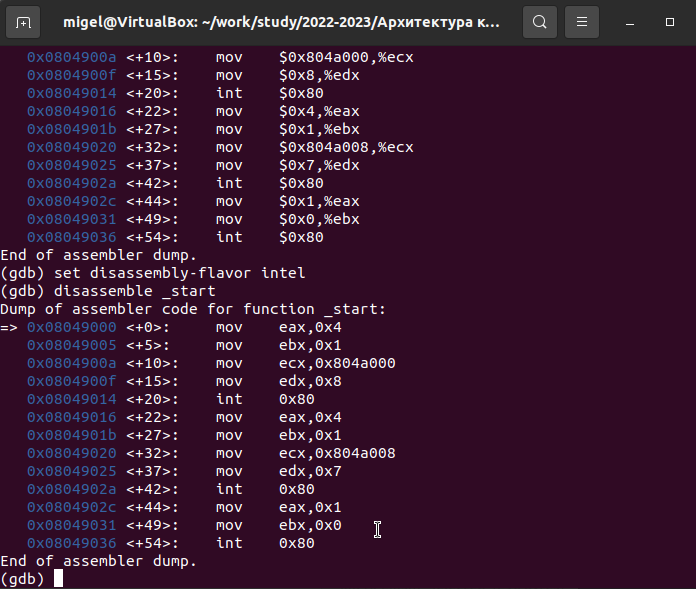 migel@VirtualBox: ~/work/study/2022-2023/Архитектура к...
0x0804900a <+10>: mov $0x804a000,%ecx
0x0804900f <+15>: mov $0x8,%edx
0x08049014 <+20>: int $0x80
0x08049016 <+22>: mov $0x4,%eax
0x0804901b <+27>: mov $0x1,%ebx
0x08049020 <+32>: mov $0x804a008,%ecx
0x08049025 <+37>: mov $0x7,%edx
0x0804902a <+42>: int $0x80
0x0804902c <+44>: mov $0x1,%eax
0x08049031 <+49>: mov $0x0,%ebx
0x08049036 <+54>: int $0x80
End of assembler dump.
(gdb) set disassembly-flavor intel
(gdb) disassemble _start
Dump of assembler code for function _start:
=> 0x08049000 <+0>: mov eax,0x4
0x08049005 <+5>: mov ebx,0x1
0x0804900a <+10>: mov ecx,0x804a000
0x0804900f <+15>: mov edx,0x8
0x08049014 <+20>: int 0x80
0x08049016 <+22>: mov eax,0x4
0x0804901b <+27>: mov ebx,0x1
0x08049020 <+32>: mov ecx,0x804a008
0x08049025 <+37>: mov edx,0x7
0x0804902a <+42>: int 0x80
0x0804902c <+44>: mov eax,0x1
0x08049031 <+49>: mov ebx,0x0
0x08049036 <+54>: int 0x80
End of assembler dump.
(gdb)